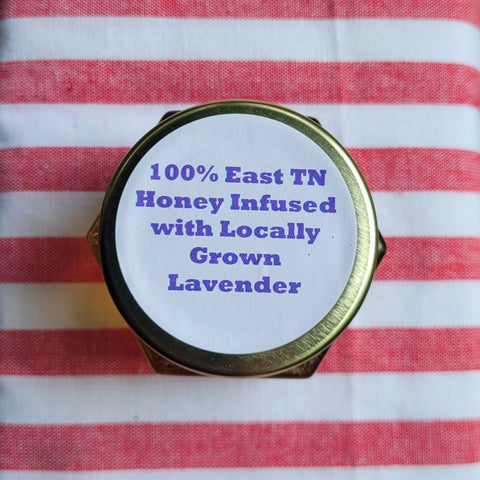 100% East TN
Honey Infused
with Locally
Grown
Lavender